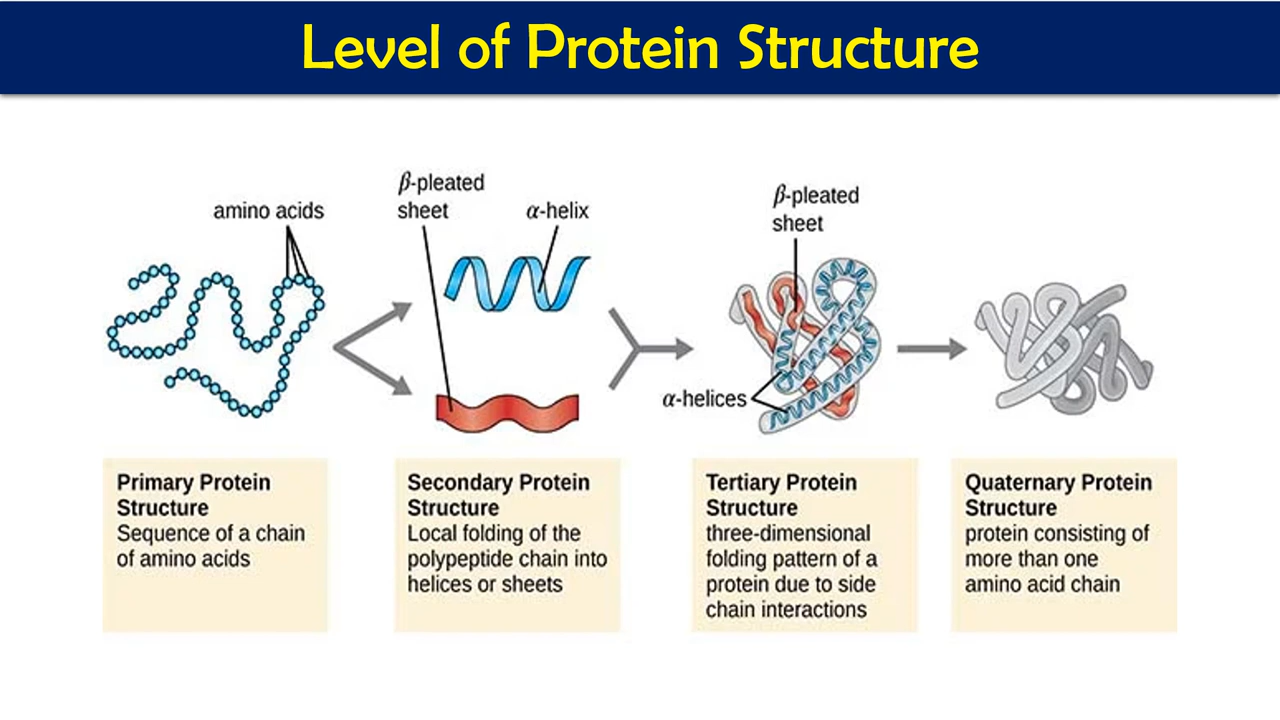 Level of Protein Structure
amino acids
β-pleated
sheet
α-helix
β-pleated
sheet
α-helices
Primary Protein
Structure
Sequence of a chain
of amino acids
Secondary Protein
Structure
Local folding of the
polypeptide chain into
helices or sheets
Tertiary Protein
Structure
three-dimensional
folding pattern of a
protein due to side
chain interactions
Quaternary Protein
Structure
protein consisting of
more than one
amino acid chain